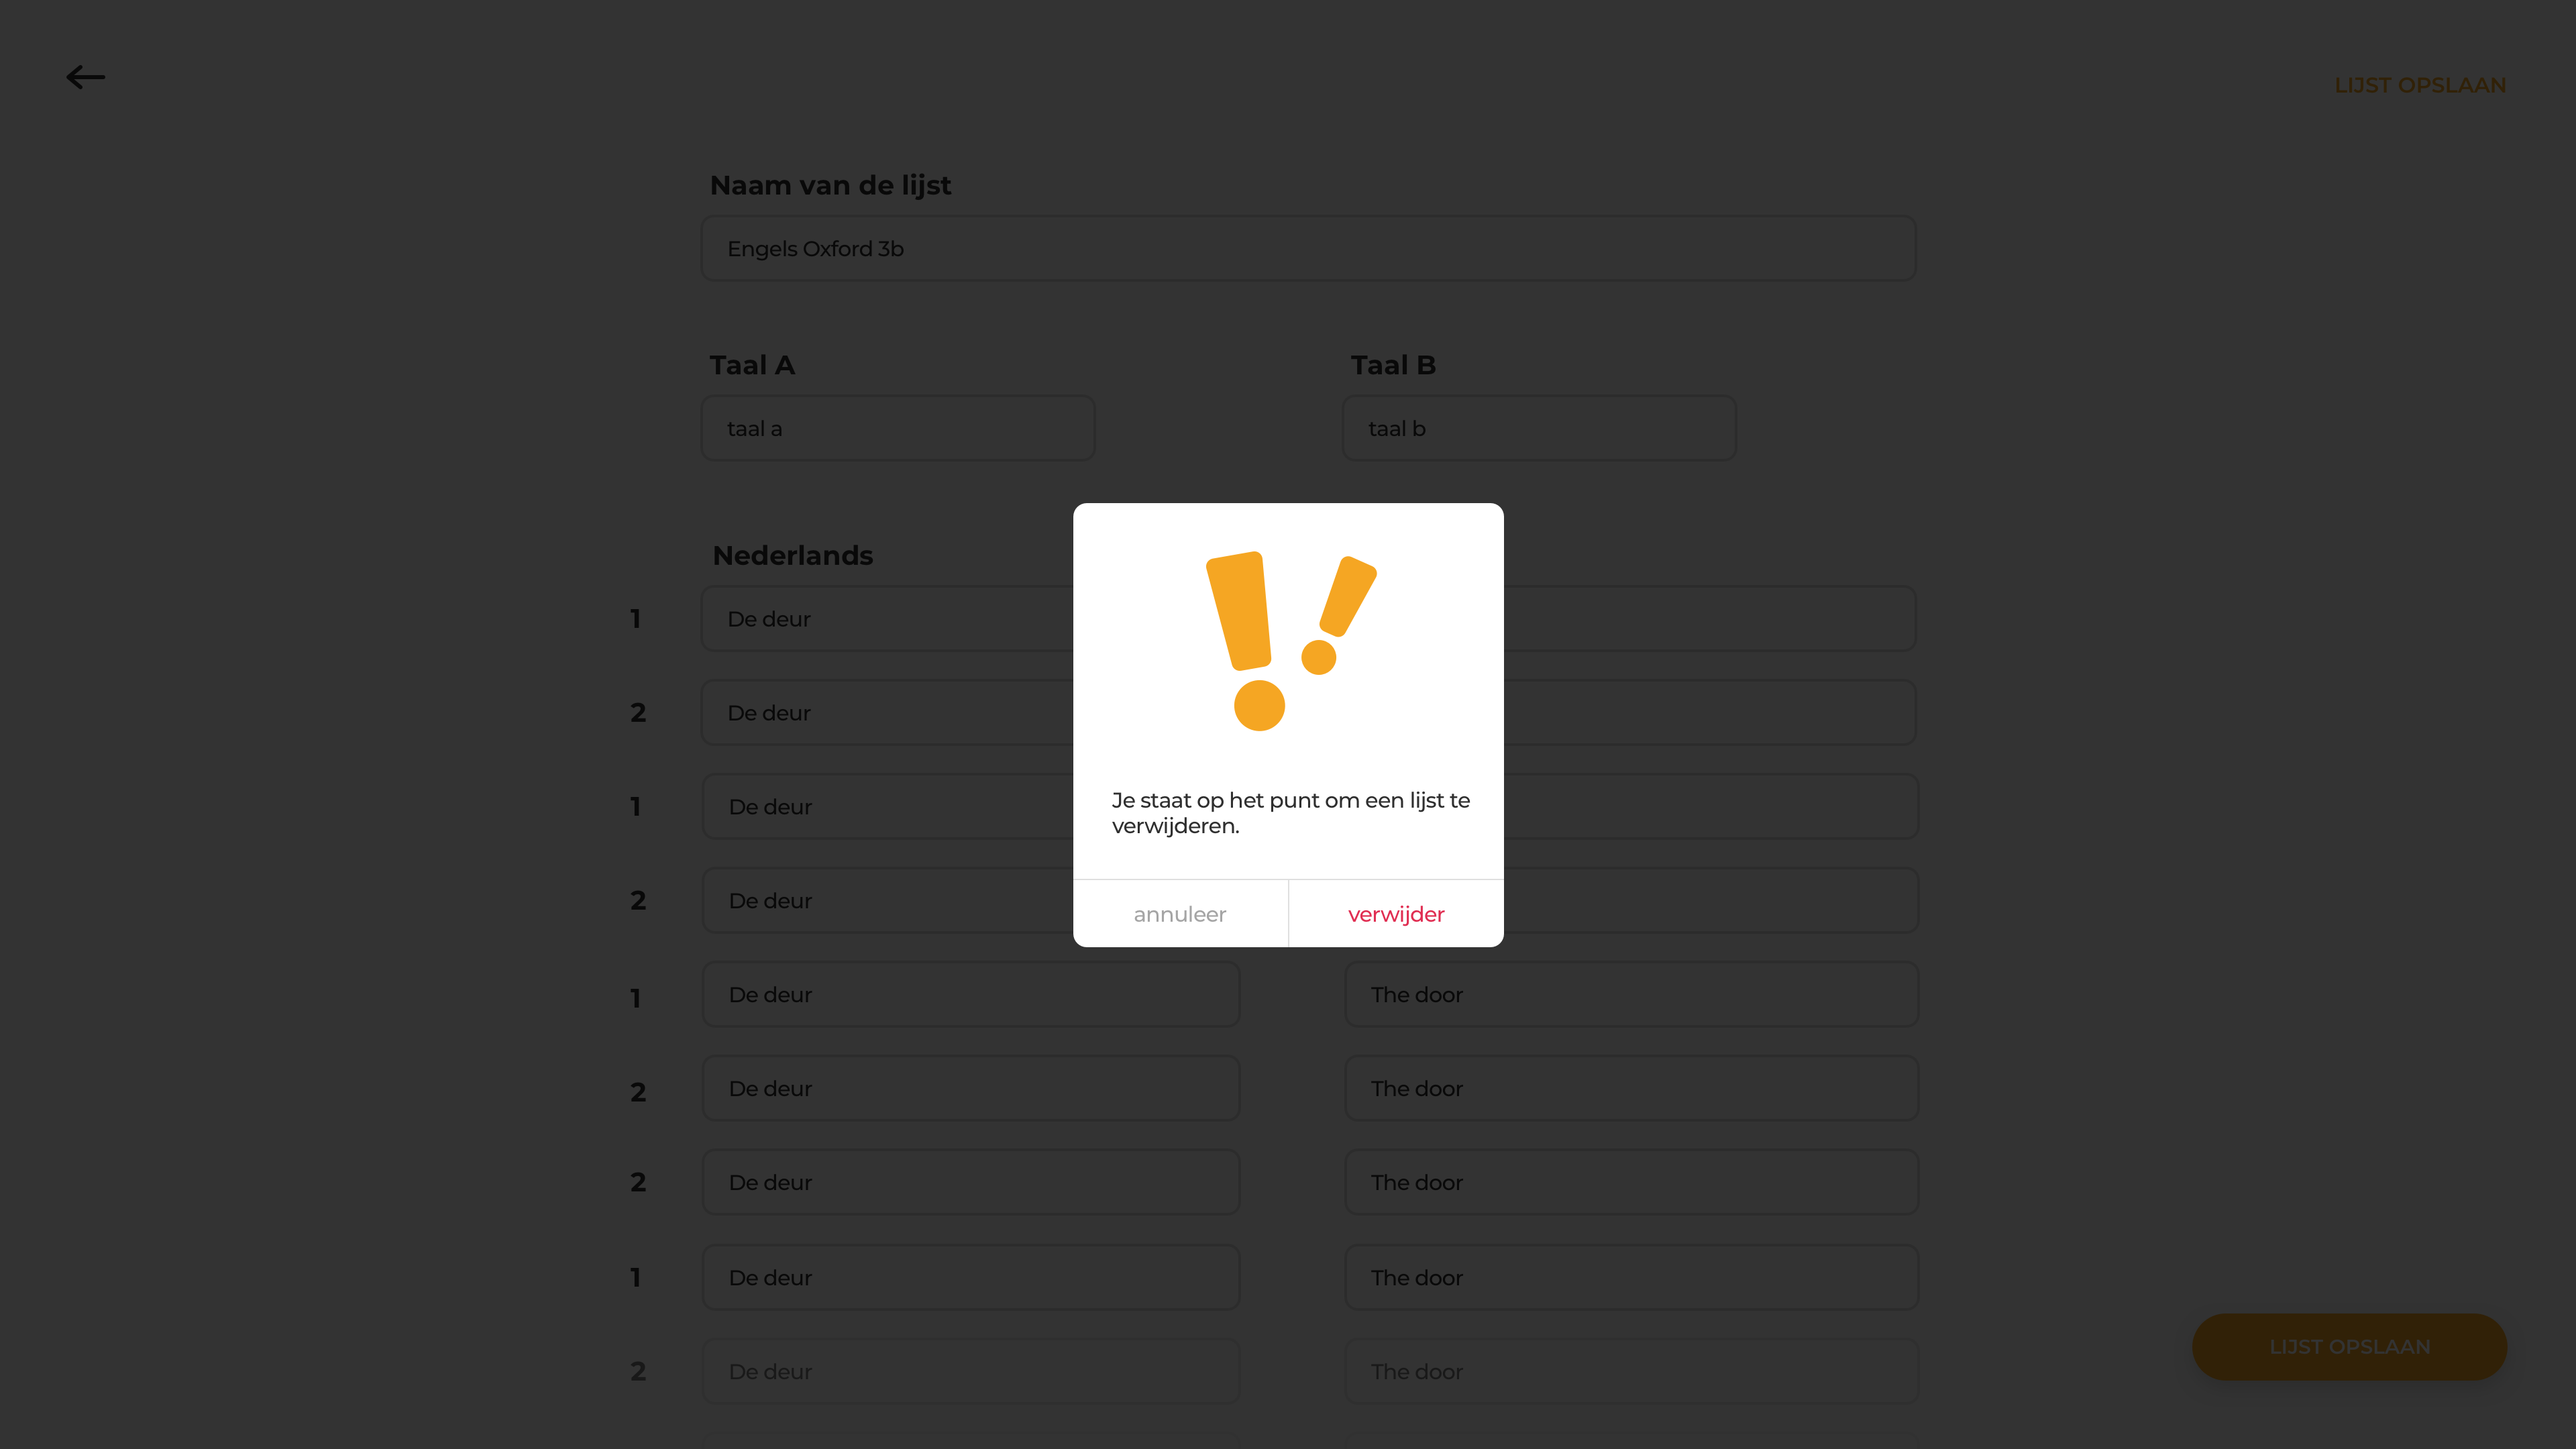 LIJST OPSLAAN
Naam van de lijst
Engels Oxford 3b
Taal A
Taal B
taal a
taal b
Nederlands
1
De deur
2
De deur
1
De deur
2
De deur
Je staat op het punt om een lijst te
verwijderen.
annuleer
verwijder
1
De deur
The door
2
De deur
The door
2
De deur
The door
1
De deur
The door
2
De deur
The door
LIJST OPSLAAN